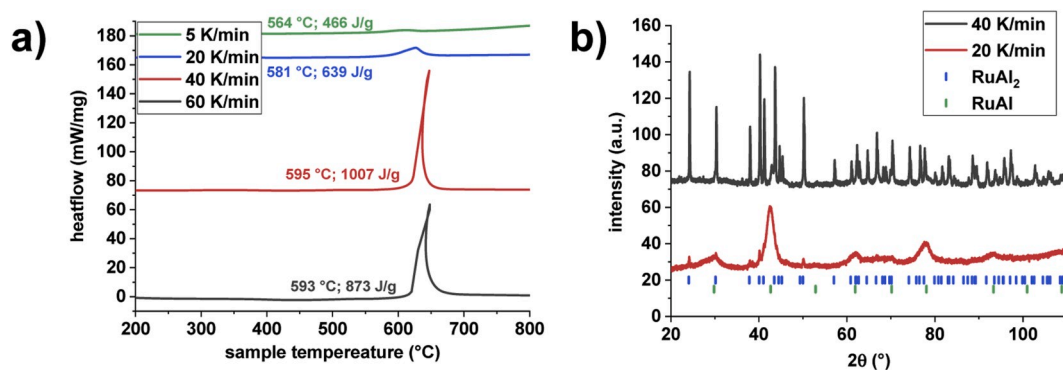 a)
5 K/min
20 K/min
40 K/min
60 K/min
564 °C; 466 J/g
581 °C; 639 J/g
595 °C; 1007 J/g
593 °C; 873 J/g
180
160
140
120
100
80
60
40
20
0
heatflow (mW/mg)
200 300 400 500 600 700 800
sample tempereature (°C)
b)
40 K/min
20 K/min
RuAl2
RuAl
160
140
120
100
80
60
40
20
0
intensity (a.u.)
20 40 60 80 100
2θ (°)